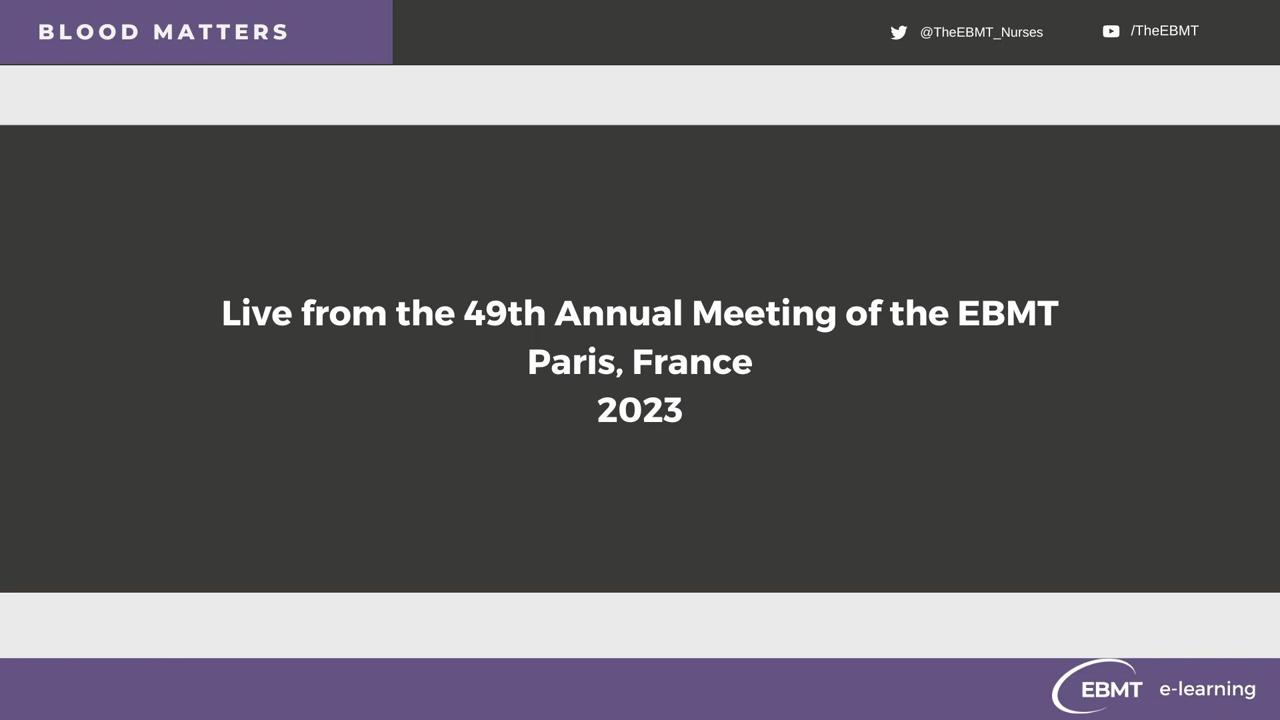 BLOOD MATTERS
@TheEBMT_Nurses
/TheEBMT
Live from the 49th Annual Meeting of the EBMT
Paris, France
2023
EBMT e-learning